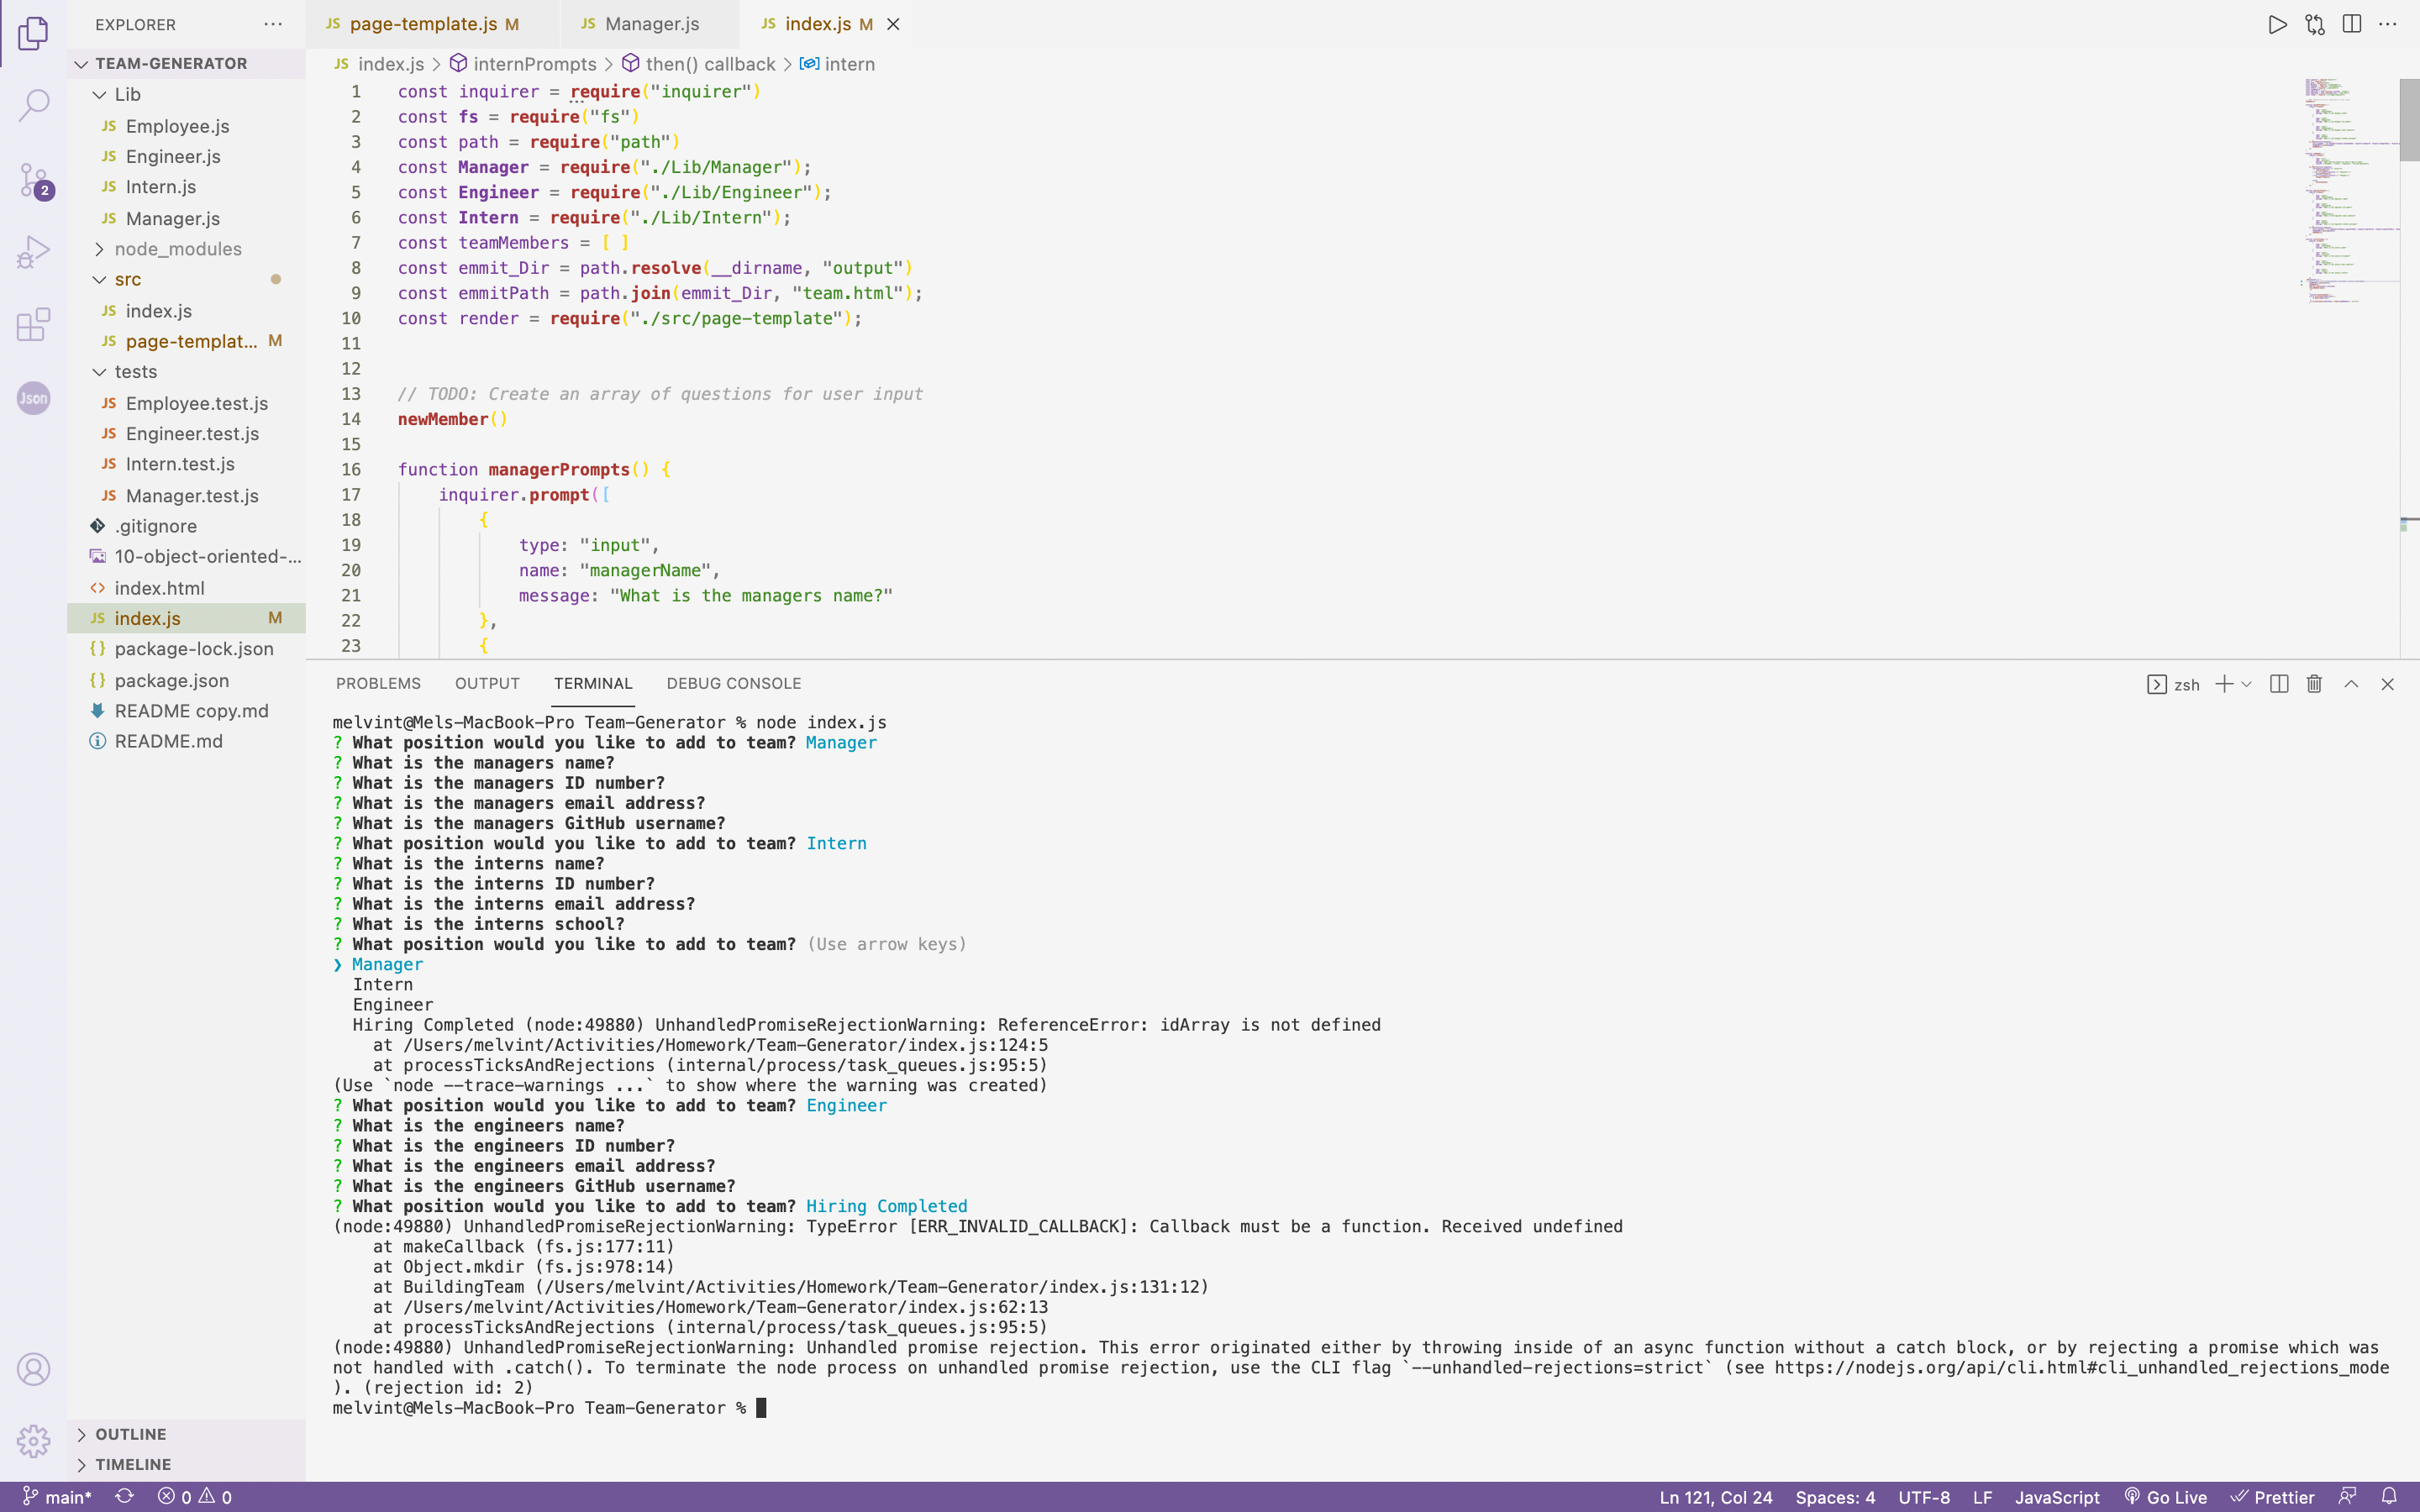 EXPLORER
TEAM-GENERATOR
Lib
JS Employee.js
JS Engineer.js
JS Intern.js
JS Manager.js
node_modules
src
JS index.js
JS page-templat... M
tests
JS Employee.test.js
JS Engineer.test.js
JS Intern.test.js
JS Manager.test.js
.gitignore
10-object-oriented-...
<> index.html
JS index.js M
{} package-lock.json
{} package.json
README copy.md
README.md
OUTLINE
TIMELINE
2
Json
JS page-template.js M
JS Manager.js
JS index.js M
JS index.js > internPrompts > then() callback > intern
1 const inquirer = require("inquirer")
2 const fs = require("fs")
3 const path = require("path")
4 const Manager = require("./Lib/Manager");
5 const Engineer = require("./Lib/Engineer");
6 const Intern = require("./Lib/Intern");
7 const teamMembers = [ ]
8 const emmit_Dir = path.resolve(__dirname, "output")
9 const emmitPath = path.join(emmit_Dir, "team.html");
10 const render = require("./src/page-template");
11
12
13 // TODO: Create an array of questions for user input
14 newMember()
15
16 function managerPrompts() {
17 inquirer.prompt([
18 {
19 type: "input",
20 name: "managerName",
21 message: "What is the managers name?"
22 },
23 {
PROBLEMS OUTPUT TERMINAL DEBUG CONSOLE
zsh
melvint@Mels-MacBook-Pro Team-Generator % node index.js
? What position would you like to add to team? Manager
? What is the managers name?
? What is the managers ID number?
? What is the managers email address?
? What is the managers GitHub username?
? What position would you like to add to team? Intern
? What is the interns name?
? What is the interns ID number?
? What is the interns email address?
? What is the interns school?
? What position would you like to add to team? (Use arrow keys)
❯ Manager
Intern
Engineer
Hiring Completed (node:49880) UnhandledPromiseRejectionWarning: ReferenceError: idArray is not defined
at /Users/melvint/Activities/Homework/Team-Generator/index.js:124:5
at processTicksAndRejections (internal/process/task_queues.js:95:5)
(Use `node --trace-warnings ...` to show where the warning was created)
? What position would you like to add to team? Engineer
? What is the engineers name?
? What is the engineers ID number?
? What is the engineers email address?
? What is the engineers GitHub username?
? What position would you like to add to team? Hiring Completed
(node:49880) UnhandledPromiseRejectionWarning: TypeError [ERR_INVALID_CALLBACK]: Callback must be a function. Received undefined
at makeCallback (fs.js:177:11)
at Object.mkdir (fs.js:978:14)
at BuildingTeam (/Users/melvint/Activities/Homework/Team-Generator/index.js:131:12)
at /Users/melvint/Activities/Homework/Team-Generator/index.js:62:13
at processTicksAndRejections (internal/process/task_queues.js:95:5)
(node:49880) UnhandledPromiseRejectionWarning: Unhandled promise rejection. This error originated either by throwing inside of an async function without a catch block, or by rejecting a promise which was
not handled with .catch(). To terminate the node process on unhandled promise rejection, use the CLI flag `--unhandled-rejections=strict` (see https://nodejs.org/api/cli.html#cli_unhandled_rejections_mode
). (rejection id: 2)
melvint@Mels-MacBook-Pro Team-Generator %
main* 0 0 Ln 121, Col 24 Spaces: 4 UTF-8 LF JavaScript Go Live Prettier